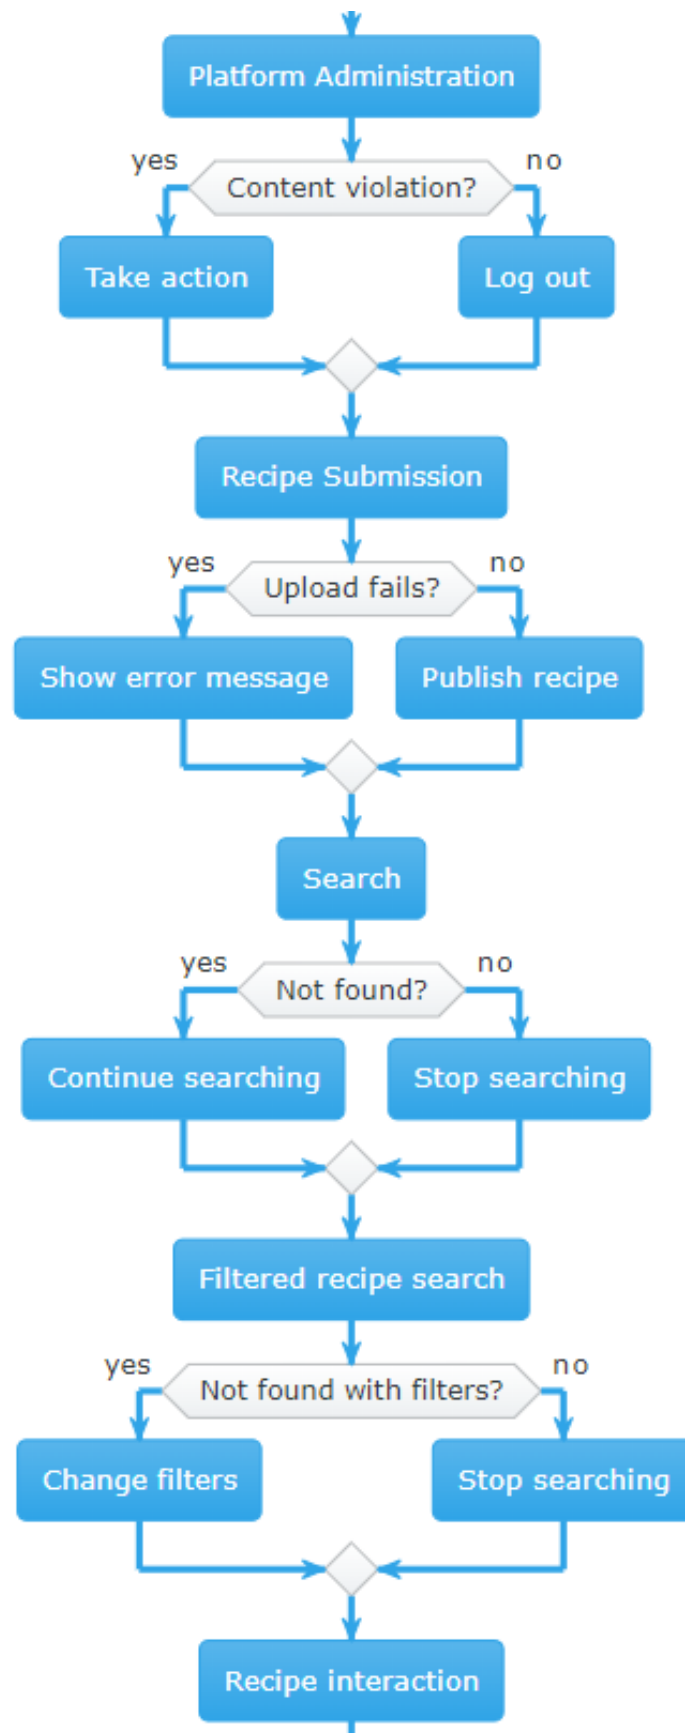 Platform Administration
yes
no
Content violation?
Take action
Log out
Recipe Submission
yes
no
Upload fails?
Show error message
Publish recipe
Search
yes
no
Not found?
Continue searching
Stop searching
Filtered recipe search
yes
no
Not found with filters?
Change filters
Stop searching
Recipe interaction